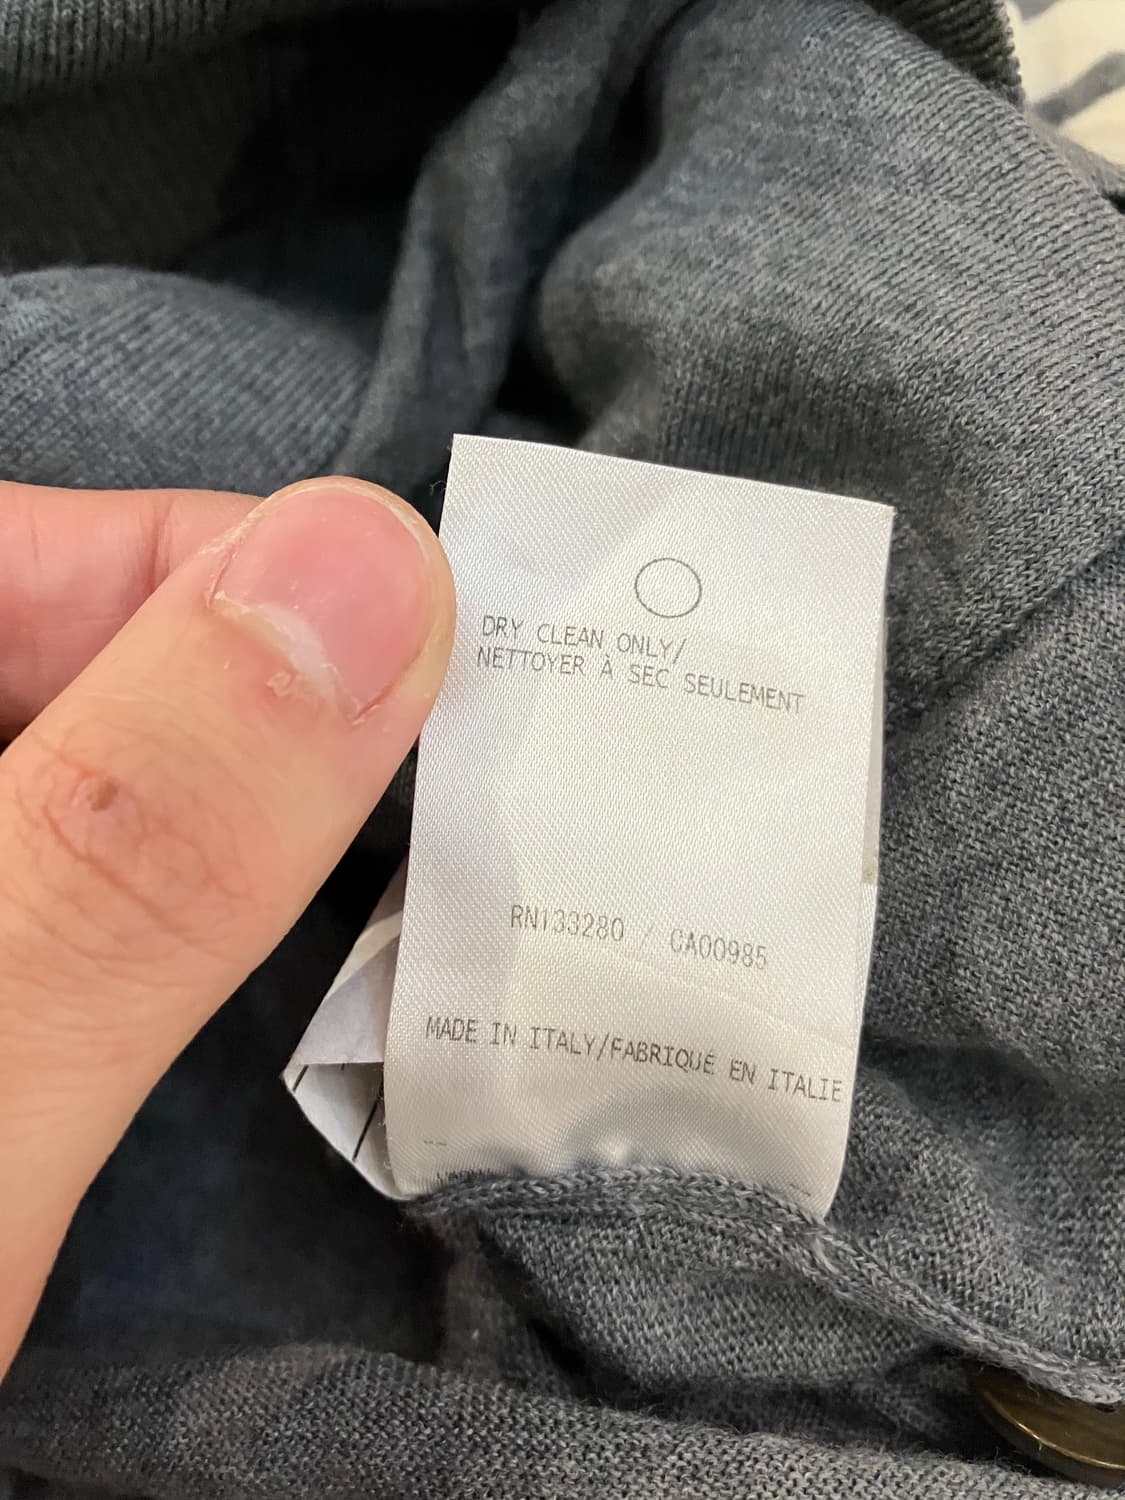 DRY CLEAN ONLY/
NETTOYER À SEC SEULEMENT
RN133280 / CA00985
MADE IN ITALY/FABRIQUÉ EN ITALIE